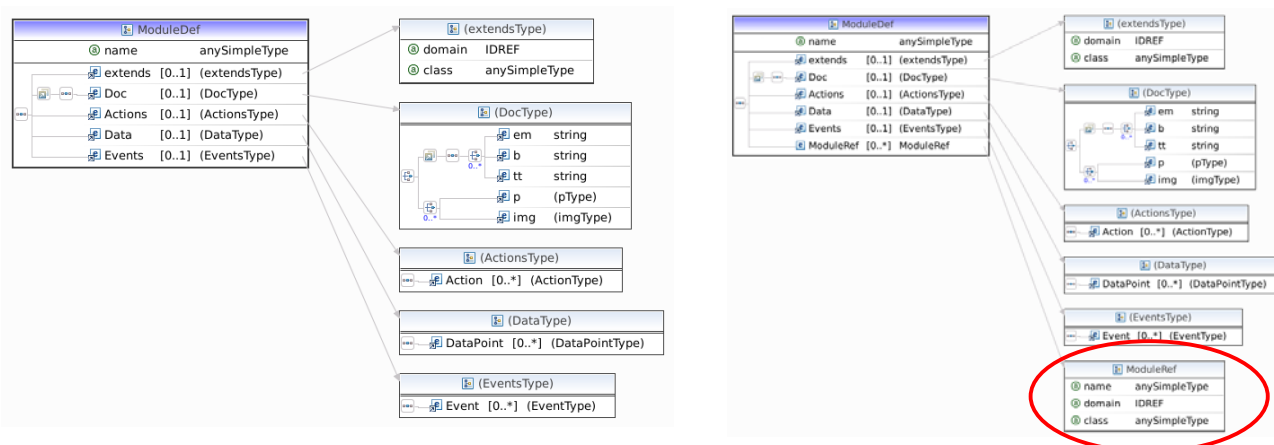 ModuleDef
name anySimpleType
extends [0..1] (extendsType)
Doc [0..1] (DocType)
Actions [0..1] (ActionsType)
Data [0..1] (DataType)
Events [0..1] (EventsType)
(extendsType)
domain IDREF
class anySimpleType
(DocType)
em string
b string
0..*
tt string
p (pType)
0..*
img (imgType)
(ActionsType)
Action [0..*] (ActionType)
(DataType)
DataPoint [0..*] (DataPointType)
(EventsType)
Event [0..*] (EventType)
ModuleDef
name anySimpleType
extends [0..1] (extendsType)
Doc [0..1] (DocType)
Actions [0..1] (ActionsType)
Data [0..1] (DataType)
Events [0..1] (EventsType)
ModuleRef [0..*] ModuleRef
(extendsType)
domain IDREF
class anySimpleType
(DocType)
em string
b string
0..*
tt string
p (pType)
0..*
img (imgType)
(ActionsType)
Action [0..*] (ActionType)
(DataType)
DataPoint [0..*] (DataPointType)
(EventsType)
Event [0..*] (EventType)
ModuleRef
name anySimpleType
domain IDREF
class anySimpleType